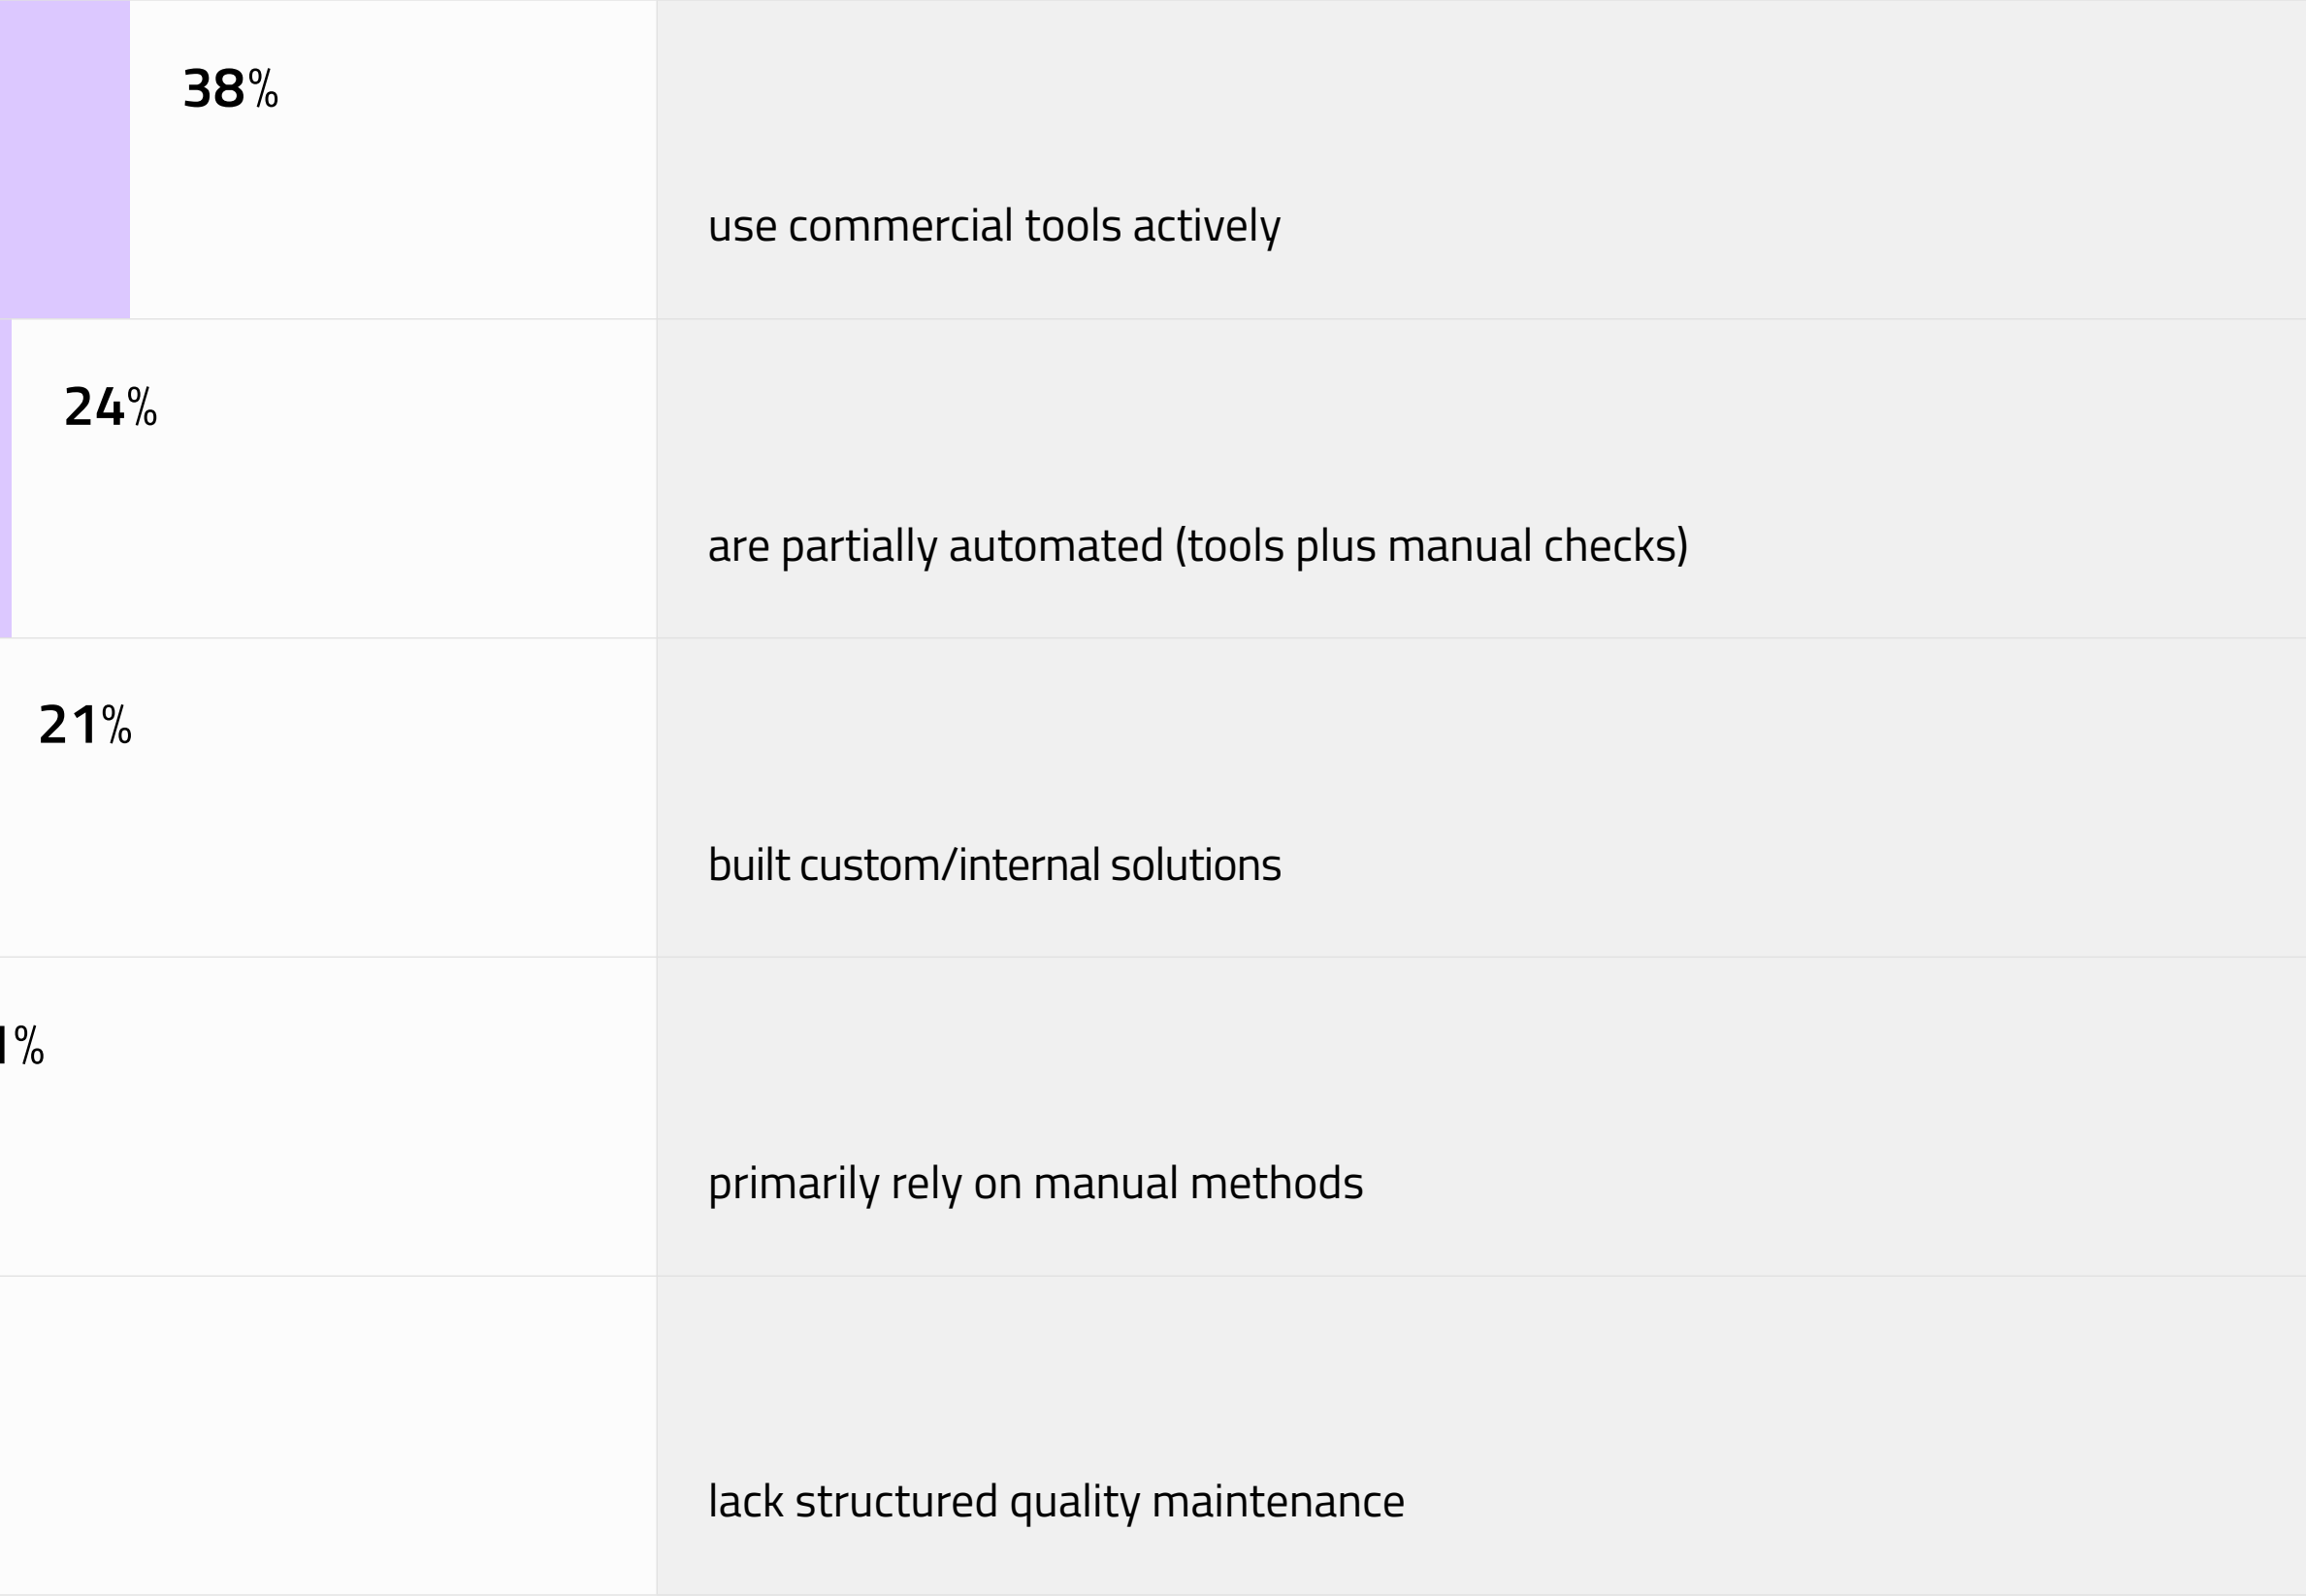 38%
use commercial tools actively
24%
are partially automated (tools plus manual checks)
21%
built custom/internal solutions
1%
primarily rely on manual methods
lack structured quality maintenance